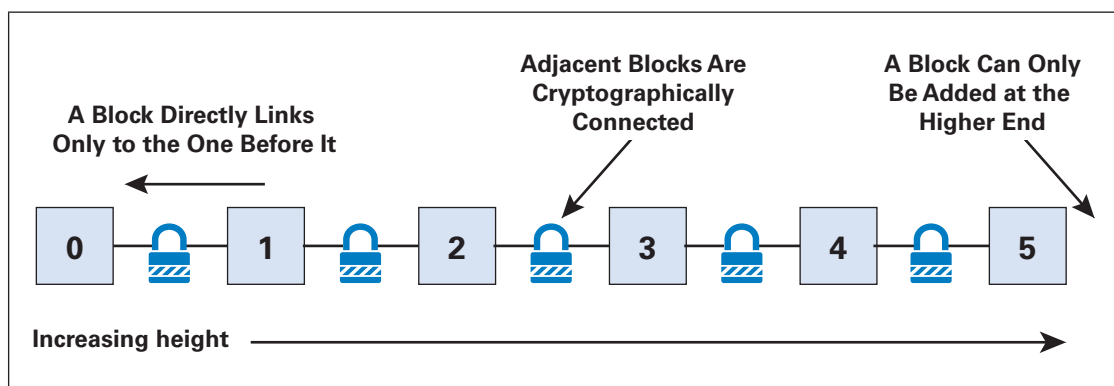 Adjacent Blocks Are
Cryptographically
Connected
A Block Can Only
Be Added at the
Higher End
A Block Directly Links
Only to the One Before It
0 1 2 3 4 5
Increasing height